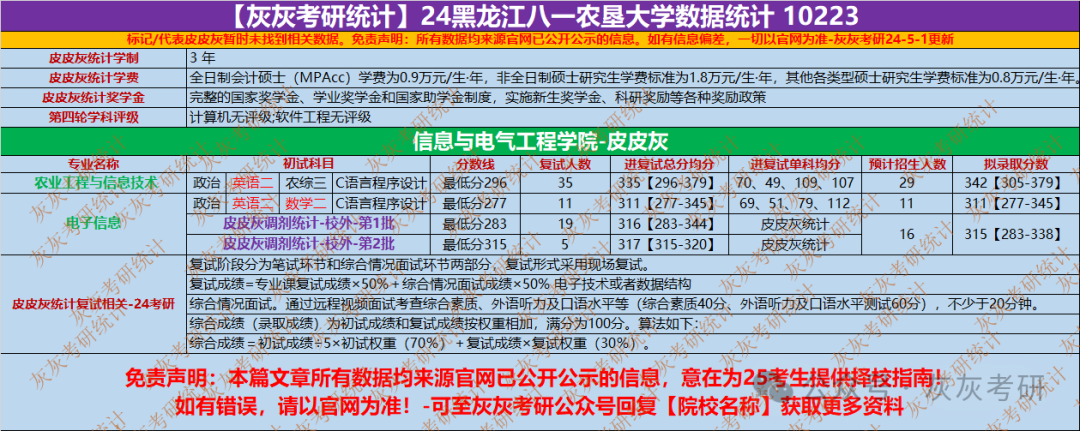 【灰灰考研统计】24黑龙江八一农垦大学数据统计 10223
标记/代表皮皮灰暂时未找到相关数据。免责声明：所有数据均来源官网已公开公示的信息。如有信息偏差，一切以官网为准-灰灰考研24-5-1更新
皮皮灰统计学制 3 年
皮皮灰统计学费 全日制会计硕士（MPAcc）学费为0.9万元/生·年，非全日制硕士研究生学费标准为1.8万元/生·年，其他各类型硕士研究生学费标准为0.8万元/生·年。
皮皮灰统计奖学金 完整的国家奖学金、学业奖学金和国家助学金制度，实施新生奖学金、科研奖励等各种奖励政策
第四轮学科评级 计算机无评级;软件工程无评级
信息与电气工程学院-皮皮灰
专业名称 初试科目 分数线 复试人数 进复试总分均分 进复试单科均分 预计招生人数 拟录取分数
农业工程与信息技术 政治 英语二 农综三 C语言程序设计 最低分296 35 335【296-379】 70、49、109、107 29 342【305-379】
电子信息 政治 英语二 数学二 C语言程序设计 最低分277 11 311【277-345】 69、51、79、112 11 311【277-345】
皮皮灰调剂统计-校外-第1批 最低分283 19 316【283-344】 皮皮灰统计 16 315【283-338】
皮皮灰调剂统计-校外-第2批 最低分315 5 317【315-320】 皮皮灰统计
皮皮灰统计复试相关-24考研
复试阶段分为笔试环节和综合情况面试环节两部分，复试形式采用现场复试。
复试成绩=专业课复试成绩×50%＋综合情况面试成绩×50% 电子技术或者数据结构
综合情况面试。通过远程视频面试考查综合素质、外语听力及口语水平等（综合素质40分、外语听力及口语水平测试60分），不少于20分钟。
综合成绩（录取成绩）为初试成绩和复试成绩按权重相加，满分为100分。算法如下：
综合成绩＝初试成绩÷5×初试权重（70%）＋复试成绩×复试权重（30%）。
免责声明：本篇文章所有数据均来源官网已公开公示的信息，意在为25考生提供择校指南
如有错误，请以官网为准！-可至灰灰考研公众号回复【院校名称】获取更多资料
公众号 灰灰考研
灰灰考研统计